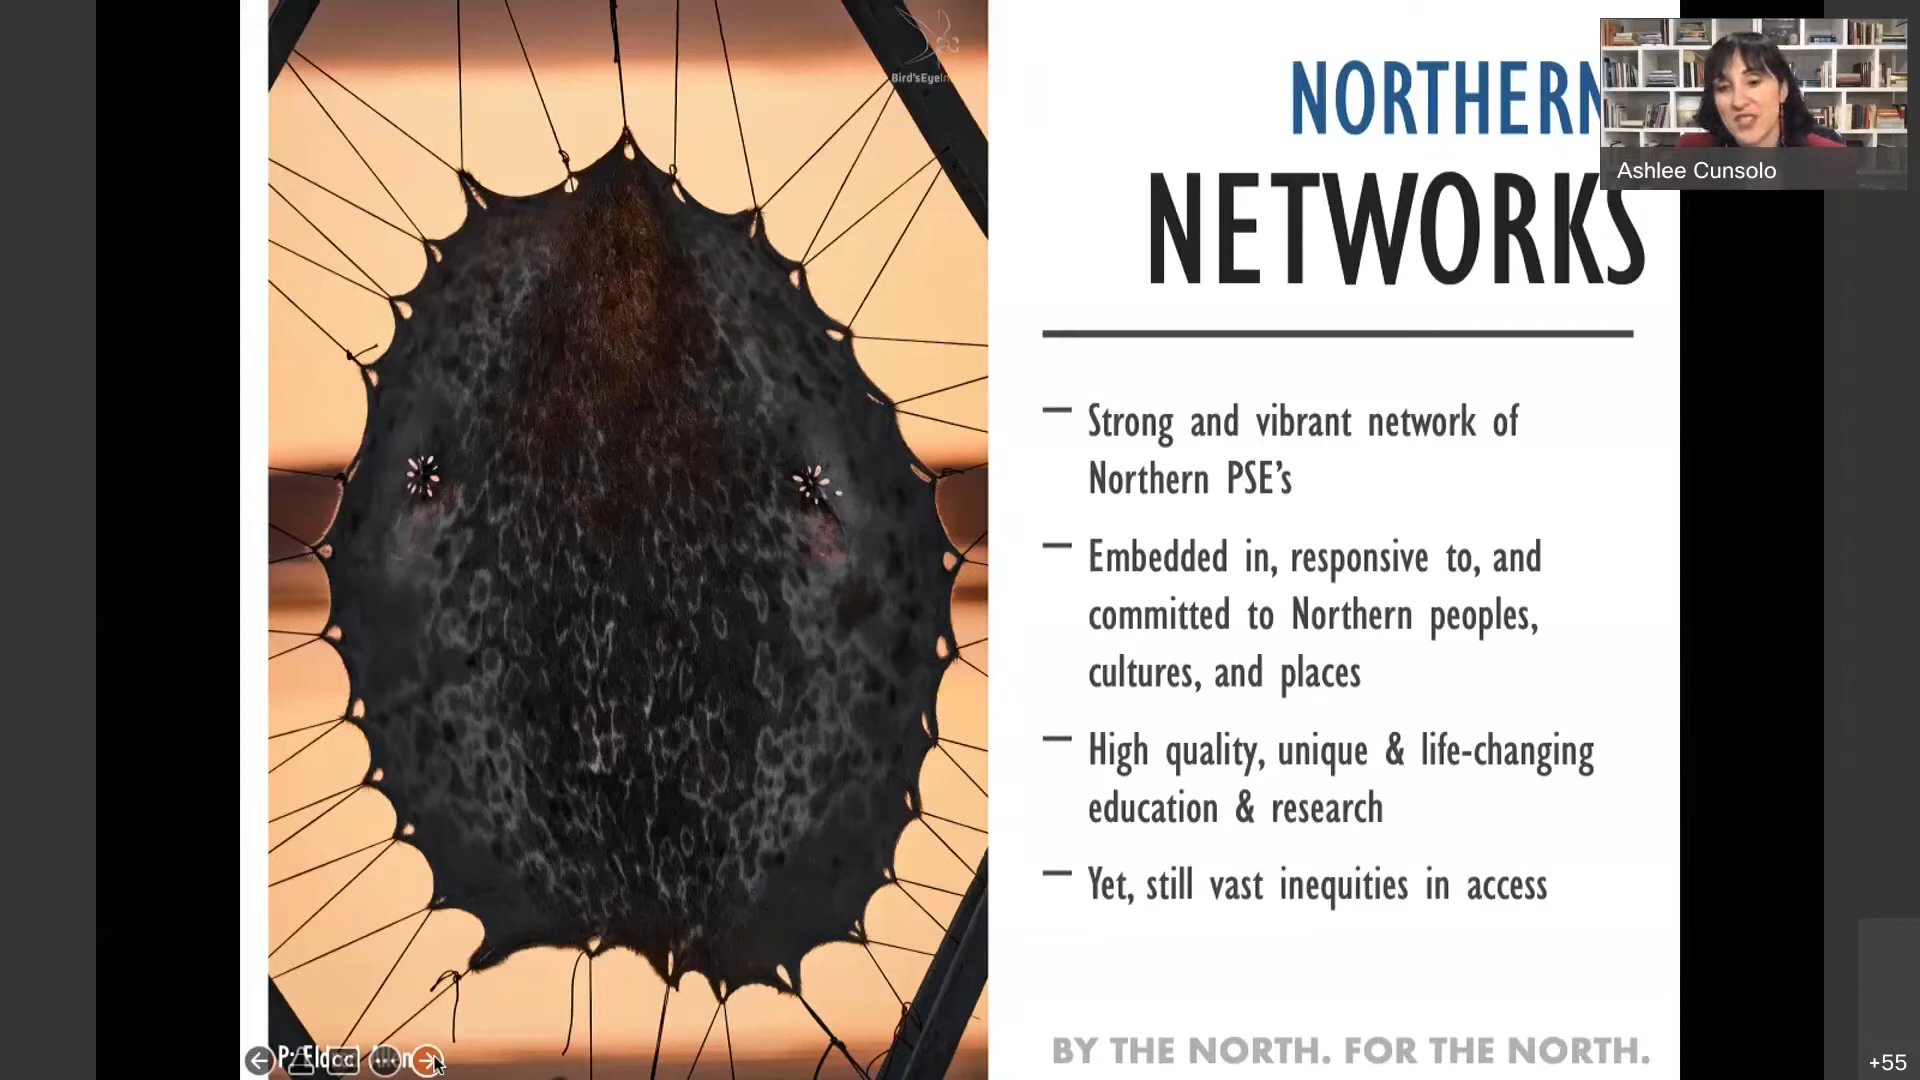 Bird'sEye
NORTHERN
Ashlee Cunsolo
NETWORKS
Strong and vibrant network of
Northern PSE's
Embedded in, responsive to, and
committed to Northern peoples,
cultures, and places
High quality, unique & life-changing
education & research
Yet, still vast inequities in access
BY THE NORTH. FOR THE NORTH.
+55